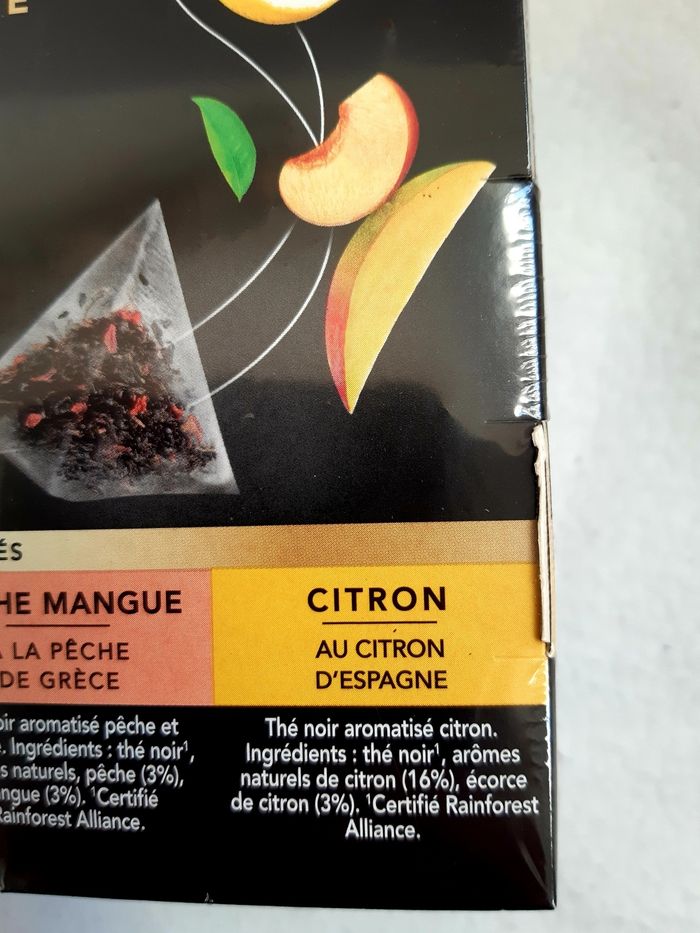 E
ÉS
HE MANGUE
À LA PÊCHE
DE GRÈCE
oir aromatisé pêche et
. Ingrédients : thé noir¹,
s naturels, pêche (3%),
ngue (3%). ¹Certifié
Rainforest Alliance.
CITRON
AU CITRON
D'ESPAGNE
Thé noir aromatisé citron.
Ingrédients : thé noir¹, arômes
naturels de citron (16%), écorce
de citron (3%). ¹Certifié Rainforest
Alliance.